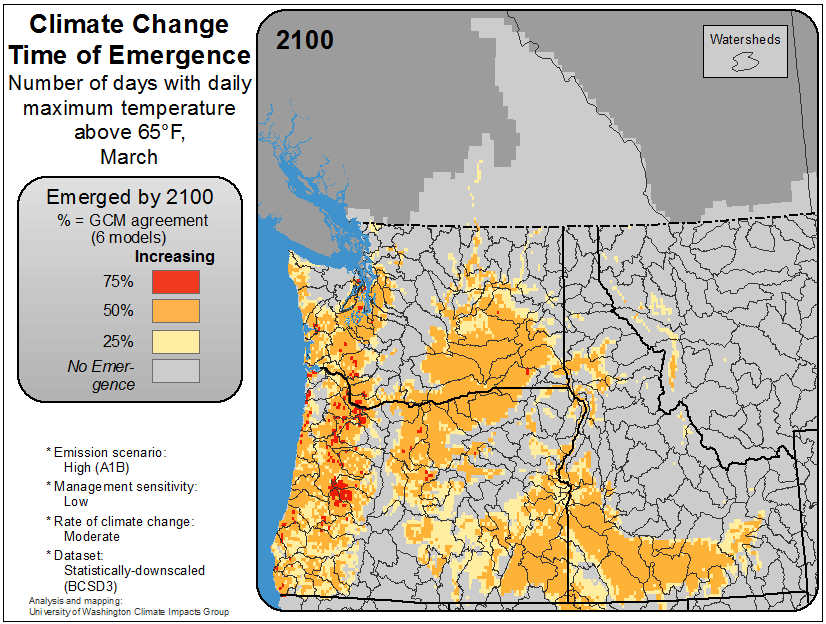 Climate Change
Time of Emergence
Number of days with daily
maximum temperature
above 65°F,
March
2100
Watersheds
Emerged by 2100
% = GCM agreement
(6 models)
Increasing
75%
50%
25%
No Emer-
gence
* Emission scenario:
High (A1B)
* Management sensitivity:
Low
* Rate of climate change:
Moderate
* Dataset:
Statistically-downscaled
(BCSD3)
Analysis and mapping:
University of Washington Climate Impacts Group